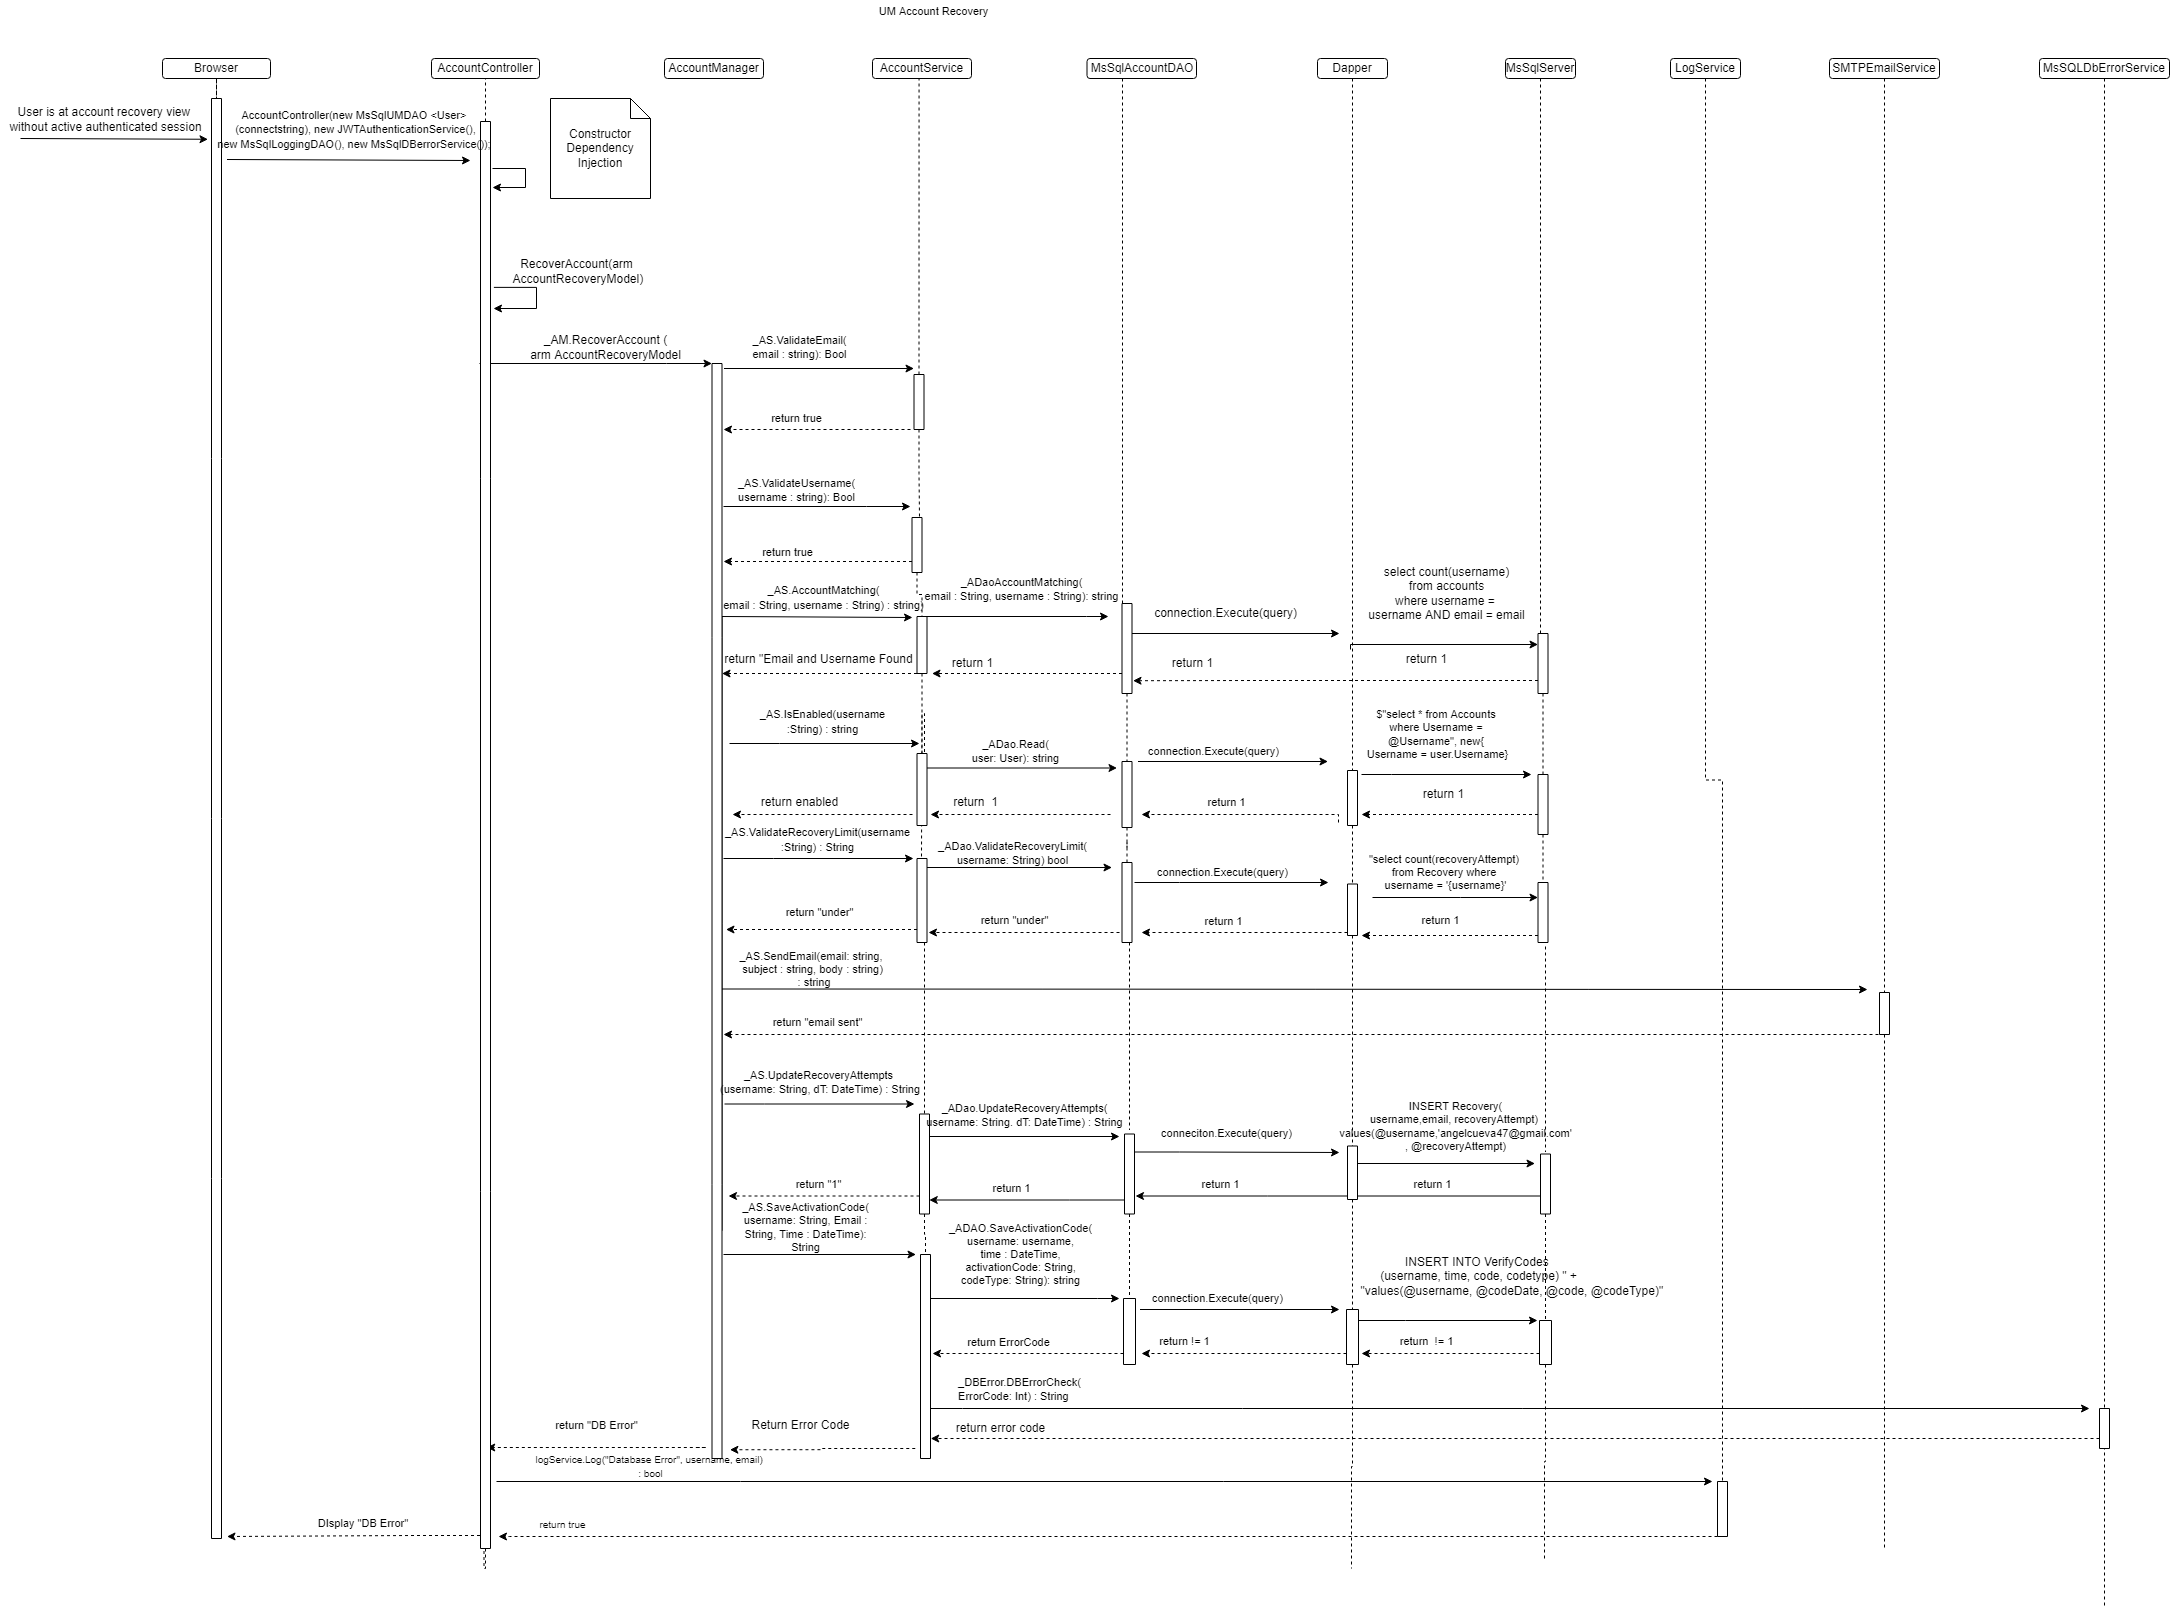 UM Account Recovery
Browser
AccountController
AccountManager
AccountService
MsSqlAccountDAO
Dapper
MsSqlServer
LogService
SMTPEmailService
MsSQLDbErrorService
User is at account recovery view
without active authenticated session
AccountController(new MsSqlUMDAO <User>
(connectstring), new JWTAuthenticationService(),
new MsSqlLoggingDAO(), new MsSqlDBerrorService());
Constructor
Dependency
Injection
RecoverAccount(arm
AccountRecoveryModel)
_AM.RecoverAccount (
arm AccountRecoveryModel
_AS.ValidateEmail(
email : string): Bool
return true
_AS.ValidateUsername(
username : string): Bool
return true
_AS.AccountMatching(
email : String, username : String) : string
_ADaoAccountMatching(
email : String, username : String): string
connection.Execute(query)
select count(username)
from accounts
where username =
username AND email = email
return "Email and Username Found
return 1
return 1
return 1
_AS.IsEnabled(username
:String) : string
_ADao.Read(
user: User): string
connection.Execute(query)
$"select * from Accounts
where Username =
@Username", new{
Username = user.Username}
return enabled
return  1
return 1
return 1
_AS.ValidateRecoveryLimit(username
:String) : String
_ADao.ValidateRecoveryLimit(
username: String) bool
connection.Execute(query)
"select count(recoveryAttempt)
from Recovery where
username = '{username}'
return "under"
return "under"
return 1
return 1
_AS.SendEmail(email: string,
subject : string, body : string)
: string
return "email sent"
_AS.UpdateRecoveryAttempts
(username: String, dT: DateTime) : String
_ADao.UpdateRecoveryAttempts(
username: String. dT: DateTime) : String
conneciton.Execute(query)
INSERT Recovery(
username,email, recoveryAttempt)
values(@username,'angelcueva47@gmail.com'
, @recoveryAttempt)
return "1"
return 1
return 1
return 1
_AS.SaveActivationCode(
username: String, Email :
String, Time : DateTime):
String
_ADAO.SaveActivationCode(
username: username,
time : DateTime,
activationCode: String,
codeType: String): string
connection.Execute(query)
INSERT INTO VerifyCodes
(username, time, code, codetype) " +
"values(@username, @codeDate, @code, @codeType)"
return ErrorCode
return != 1
return  != 1
_DBError.DBErrorCheck(
ErrorCode: Int) : String
return error code
Return Error Code
return "DB Error"
logService.Log("Database Error", username, email)
: bool
return true
DIsplay "DB Error"